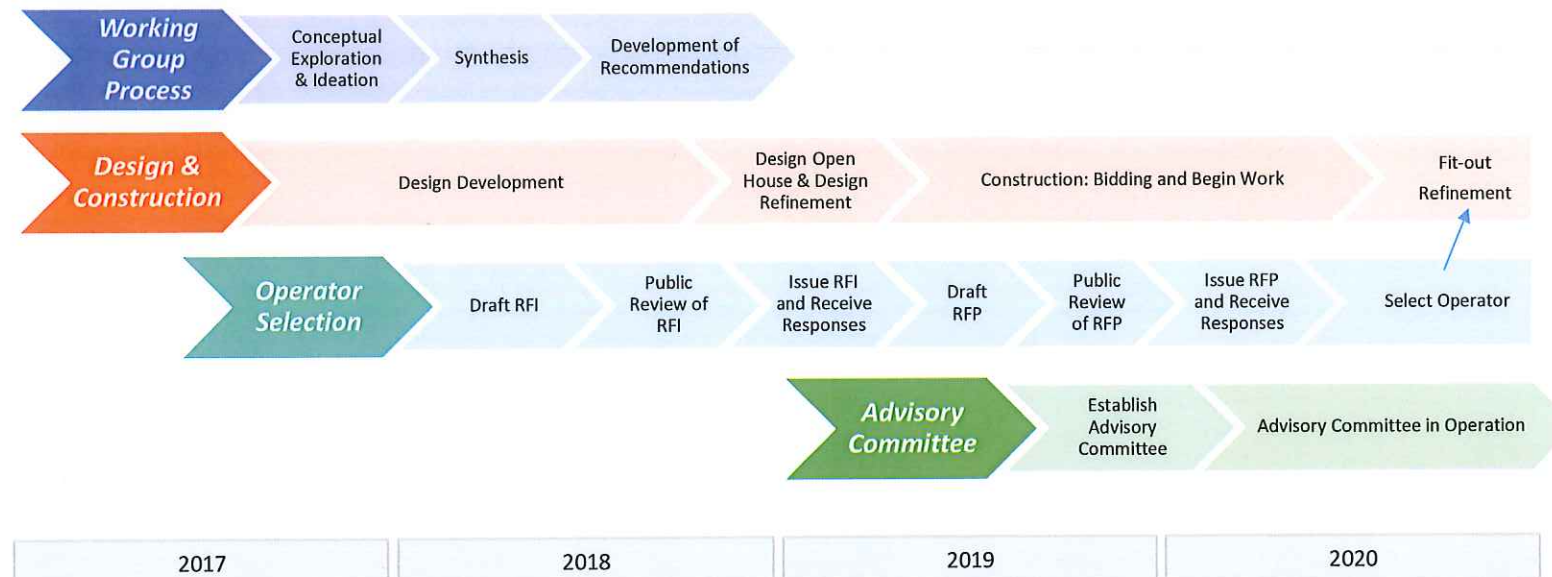 Working
Group
Process
Conceptual
Exploration
& Ideation
Synthesis
Development of
Recommendations
Design &
Construction
Design Development
Design Open
House & Design
Refinement
Construction: Bidding and Begin Work
Fit-out
Refinement
Operator
Selection
Draft RFI
Public
Review of
RFI
Issue RFI
and Receive
Responses
Draft
RFP
Public
Review
of RFP
Issue RFP
and Receive
Responses
Select Operator
Advisory
Committee
Establish
Advisory
Committee
Advisory Committee in Operation
2017
2018
2019
2020